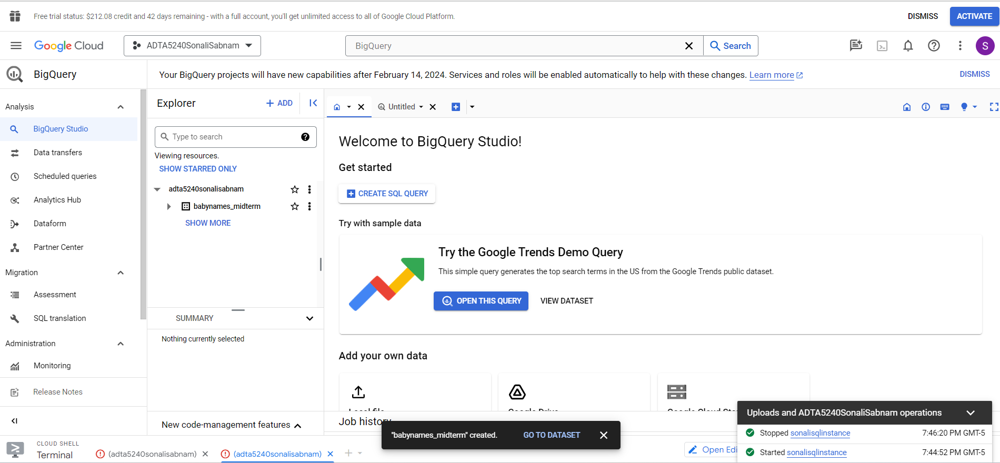 Free trial status: $212.08 credit and 42 days remaining - with a full account, you'll get unlimited access to all of Google Cloud Platform.
DISMISS
ACTIVATE
Google Cloud
ADTA5240SonaliSabnam
BigQuery
Search
S
BigQuery
Your BigQuery projects will have new capabilities after February 14, 2024. Services and roles will be enabled automatically to help with these changes. Learn more
DISMISS
Analysis
BigQuery Studio
Data transfers
Scheduled queries
Analytics Hub
Dataform
Partner Center
Migration
Assessment
SQL translation
Administration
Monitoring
Release Notes
Explorer
+ ADD
Type to search
Viewing resources.
SHOW STARRED ONLY
adta5240sonalisabnam
babynames_midterm
SHOW MORE
SUMMARY
Nothing currently selected
New code-management features
Untitled
Welcome to BigQuery Studio!
Get started
CREATE SQL QUERY
Try with sample data
Try the Google Trends Demo Query
This simple query generates the top search terms in the US from the Google Trends public dataset.
OPEN THIS QUERY
VIEW DATASET
Add your own data
Local file
Google Drive
Google Cloud Sto
Job history
"babynames_midterm" created.
GO TO DATASET
Uploads and ADTA5240SonaliSabnam operations
Stopped sonalisqlinstance
7:46:20 PM GMT-5
Started sonalisqlinstance
7:44:52 PM GMT-5
CLOUD SHELL
Terminal
(adta5240sonalisabnam)
(adta5240sonalisabnam)
Open Edi